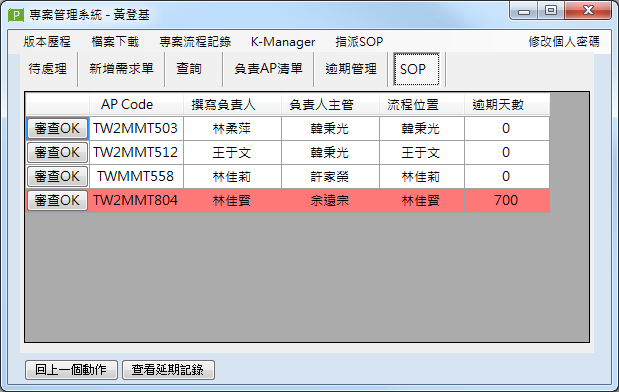 專案管理系統 - 黃登基
版本歷程 檔案下載 專案流程記錄 K-Manager 指派SOP 修改個人密碼
待處理 新增需求單 查詢 負責AP清單 逾期管理 SOP
AP Code 撰寫負責人 負責人主管 流程位置 逾期天數
審查OK TW2MMT503 林柔萍 韓秉光 韓秉光 0
審查OK TW2MMT512 王于文 韓秉光 王于文 0
審查OK TWMMT558 林佳莉 許家榮 林佳莉 0
審查OK TW2MMT804 林佳賢 余遠宗 林佳賢 700
回上一個動作 查看延期記錄